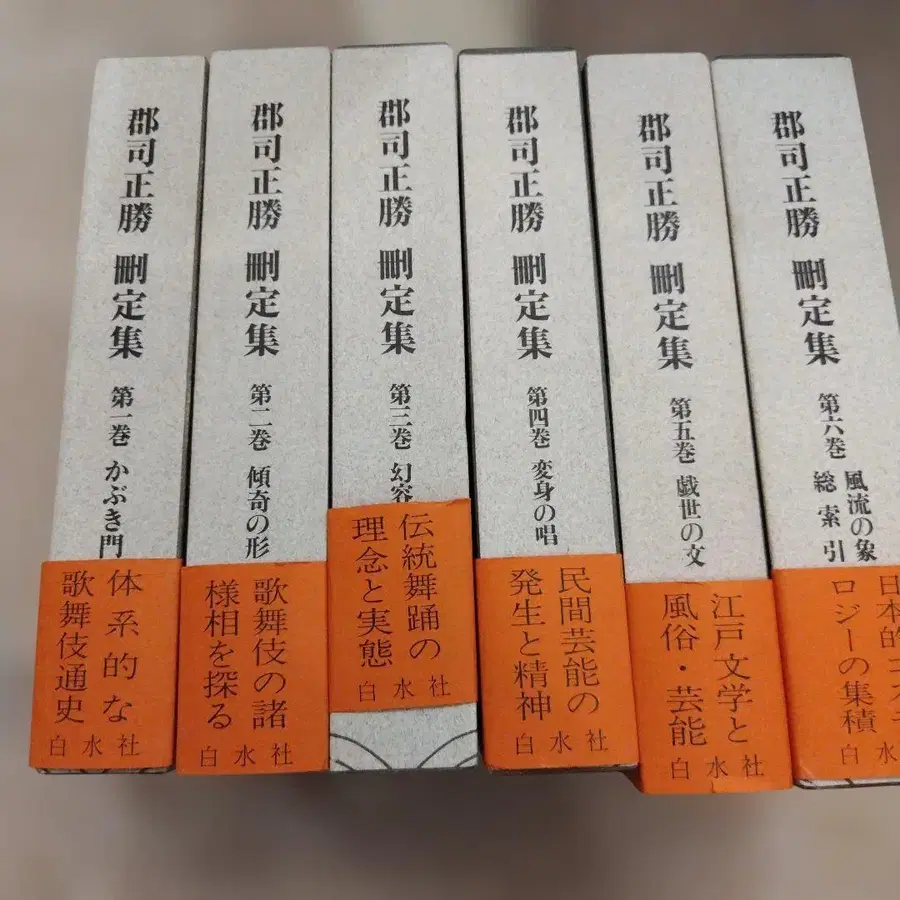 郡司正勝 刪定集 第一巻 かぶき門
体系的な
歌舞伎通史
白水社
郡司正勝 刪定集 第二巻 傾奇の形
歌舞伎の諸
様相を探る
白水社
郡司正勝 刪定集 第三巻 幻容
伝統舞踊の
理念と実態
白水社
郡司正勝 刪定集 第四巻 変身の唱
民間芸能の
発生と精神
白水社
郡司正勝 刪定集 第五巻 戯世の文
江戸文学と
風俗・芸能
白水社
郡司正勝 刪定集 第六巻 風流の象
総索引
日本的
ロジーの集積
白水